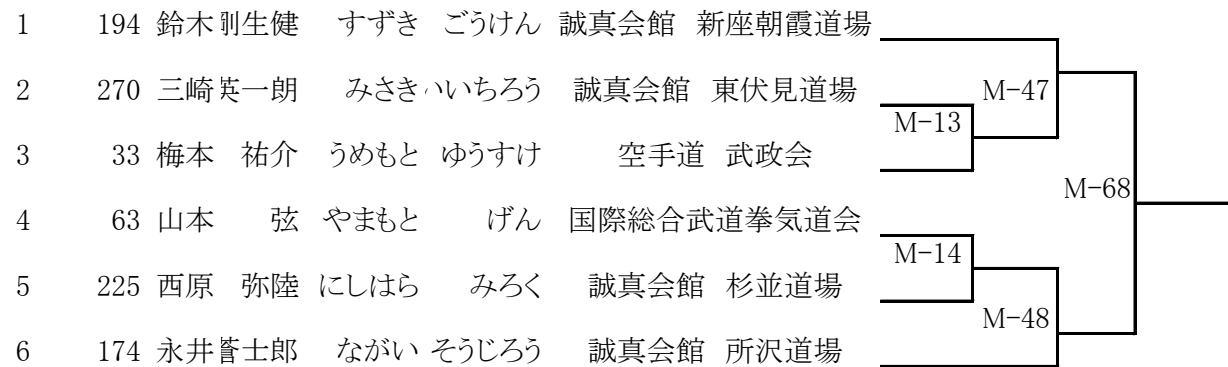 1 194 鈴木 生健 すずき ごうけん 誠真会館 新座朝霞道場
2 270 三崎 英一朗 みさき いちろう 誠真会館 東伏見道場
M-47
M-13
3 33 梅本 祐介 うめもと ゆうすけ 空手道 武政会
M-68
4 63 山本 弦 やまもと げん 国際総合武道拳気道会
M-14
5 225 西原 弥陸 にしはら みろく 誠真会館 杉並道場
M-48
6 174 永井 士郎 ながい そうじろう 誠真会館 所沢道場